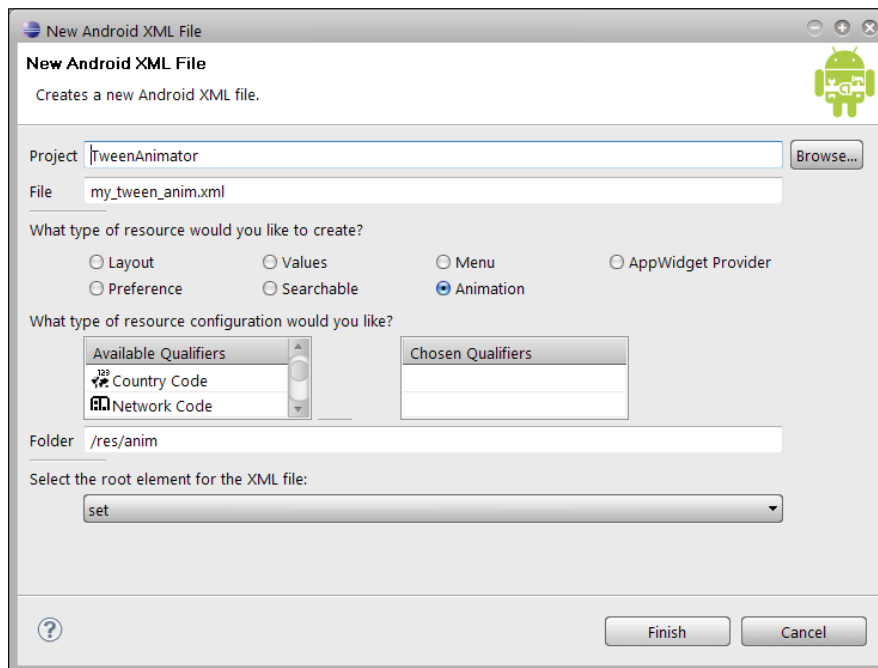 New Android XML File
New Android XML File
Creates a new Android XML file.
Project TweenAnimator Browse...
File my_tween_anim.xml
What type of resource would you like to create?
Layout Values Menu AppWidget Provider
Preference Searchable Animation
What type of resource configuration would you like?
Available Qualifiers Chosen Qualifiers
123 Country Code
Network Code
Folder /res/anim
Select the root element for the XML file:
set
? Finish Cancel